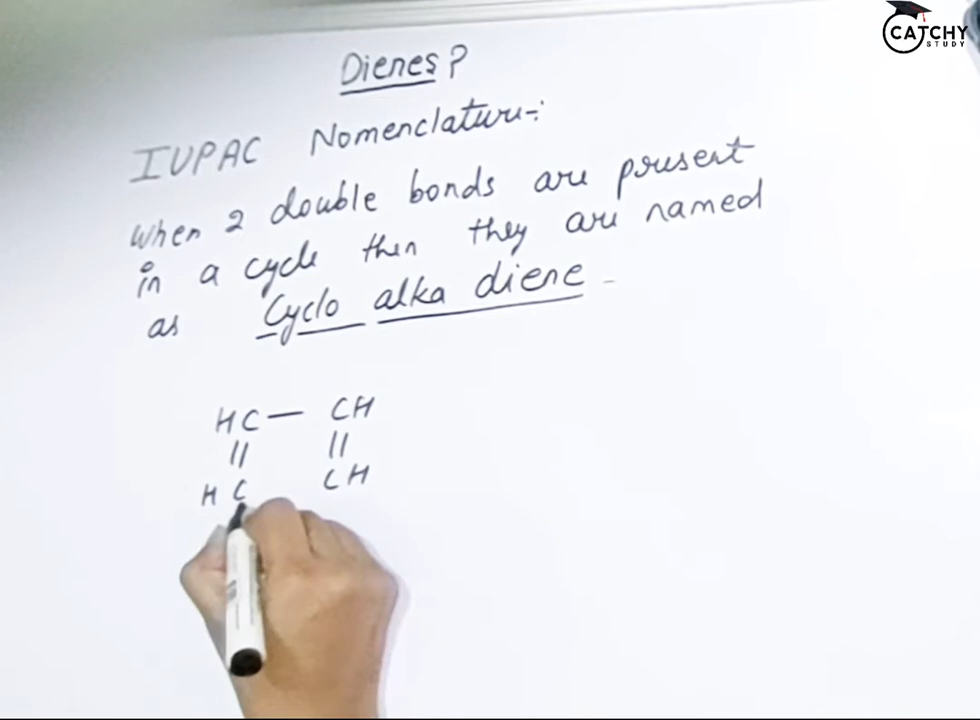 CATCHY
STUDY
Dienes?
IUPAC Nomenclature:
When 2 double bonds are present
in a cycle then they are named
as Cyclo alka diene
HC — CH
|| ||
HC CH